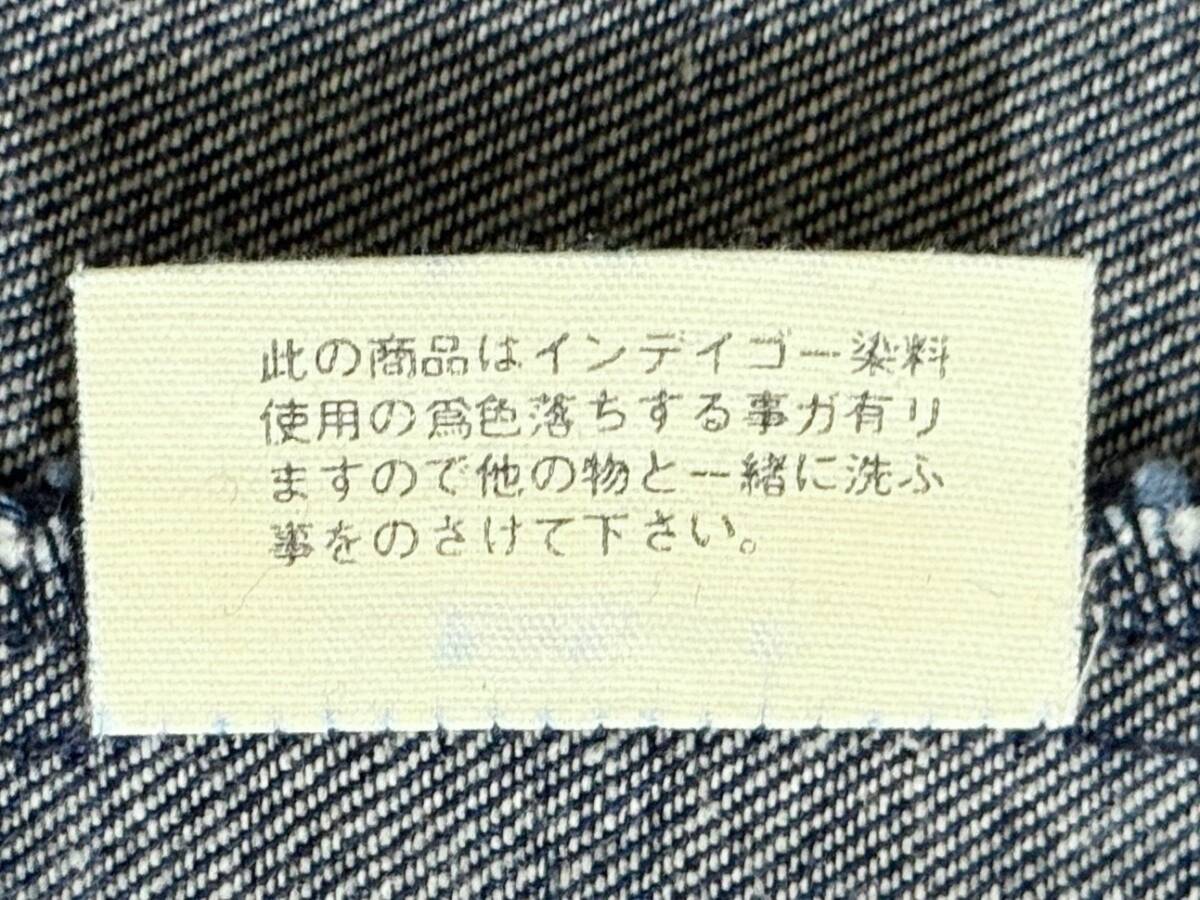 此の商品はインデイゴー染料
使用の為色落ちする事ガ有リ
ますので他の物と一緒に洗ふ
事をのさけて下さい。